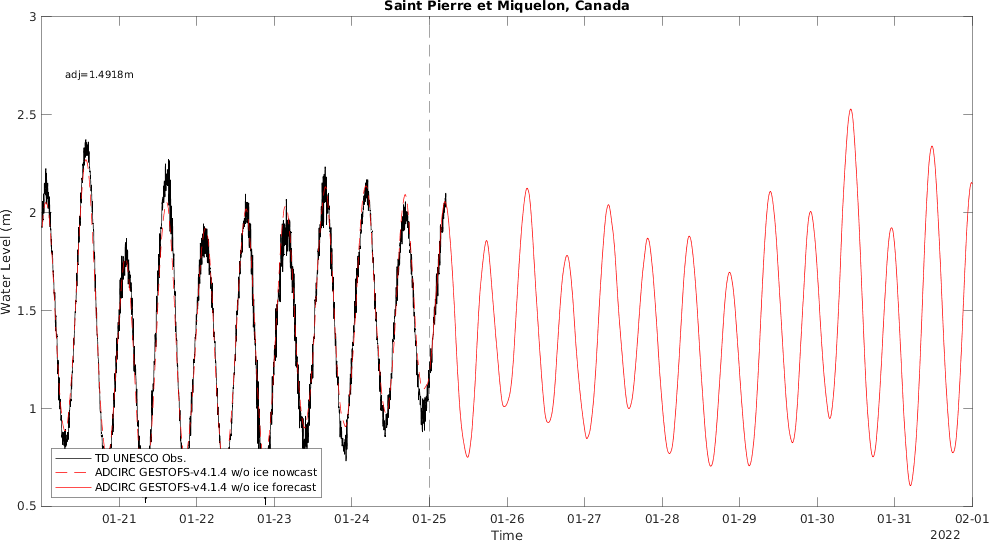 Saint Pierre et Miquelon, Canada
3
adj=1.4918m
2.5
2
Water Level (m)
1.5
1
TD UNESCO Obs.
ADCIRC GESTOFS-v4.1.4 w/o ice nowcast
ADCIRC GESTOFS-v4.1.4 w/o ice forecast
0.5
01-21 01-22 01-23 01-24 01-25 01-26 01-27 01-28 01-29 01-30 01-31 02-01
Time
2022